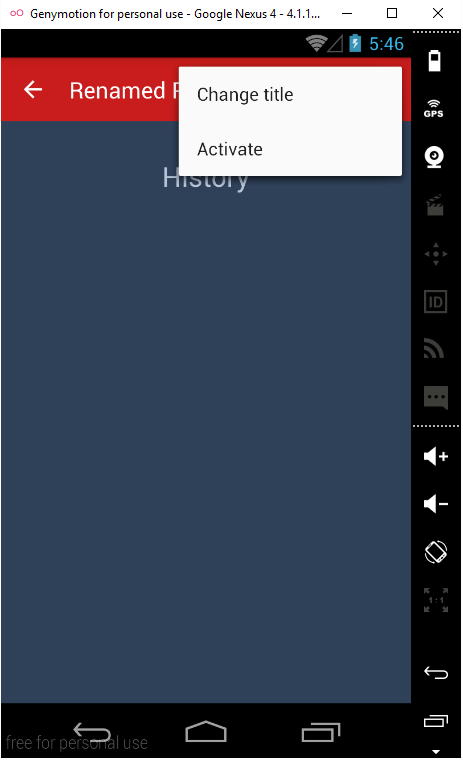 Genymotion for personal use - Google Nexus 4 - 4.1.1...
5:46
Renamed
Change title
Activate
History
GPS
ID
1:1
free for personal use